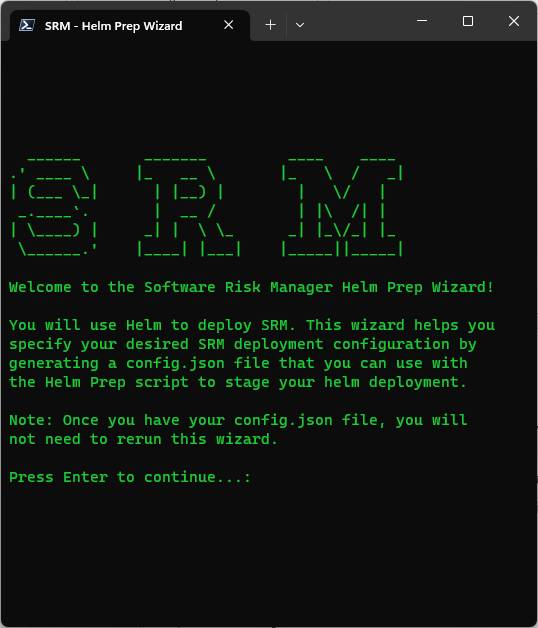 SRM - Helm Prep Wizard
SRM
Welcome to the Software Risk Manager Helm Prep Wizard!
You will use Helm to deploy SRM. This wizard helps you
specify your desired SRM deployment configuration by
generating a config.json file that you can use with
the Helm Prep script to stage your helm deployment.
Note: Once you have your config.json file, you will
not need to rerun this wizard.
Press Enter to continue...: